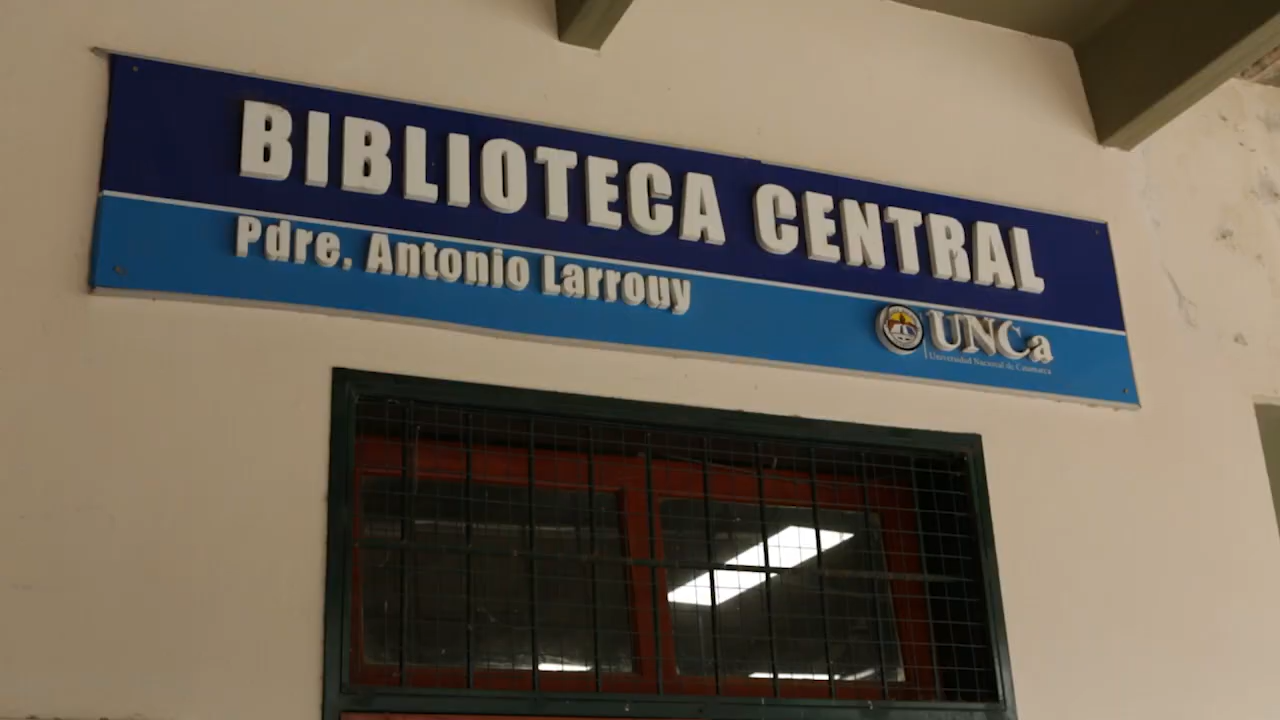 BIBLIOTECA CENTRAL
Pdre. Antonio Larrouy
UNCa
Universidad Nacional de Catamarca